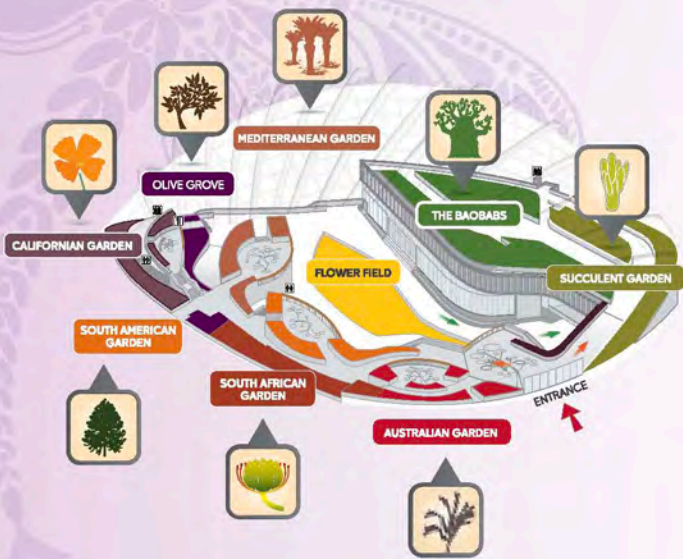 MEDITERRANEAN GARDEN
OLIVE GROVE
THE BAOBABS
CALIFORNIAN GARDEN
FLOWER FIELD
SUCCULENT GARDEN
SOUTH AMERICAN
GARDEN
SOUTH AFRICAN
GARDEN
ENTRANCE
AUSTRALIAN GARDEN